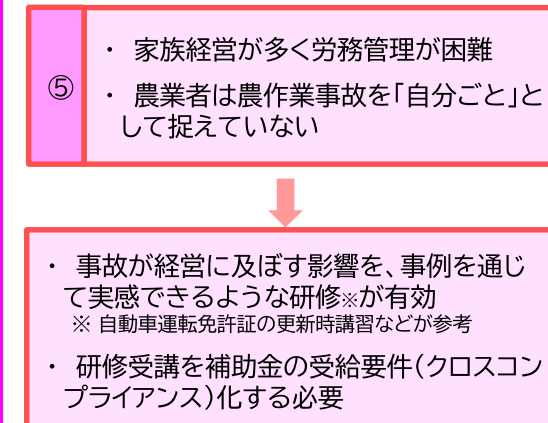 ⑤
・ 家族経営が多く労務管理が困難
・ 農業者は農作業事故を「自分ごと」と
して捉えていない
・ 事故が経営に及ぼす影響を、事例を通じ
て実感できるような研修※が有効
※ 自動車運転免許証の更新時講習などが参考
・ 研修受講を補助金の受給要件(クロスコン
プライアンス)化する必要